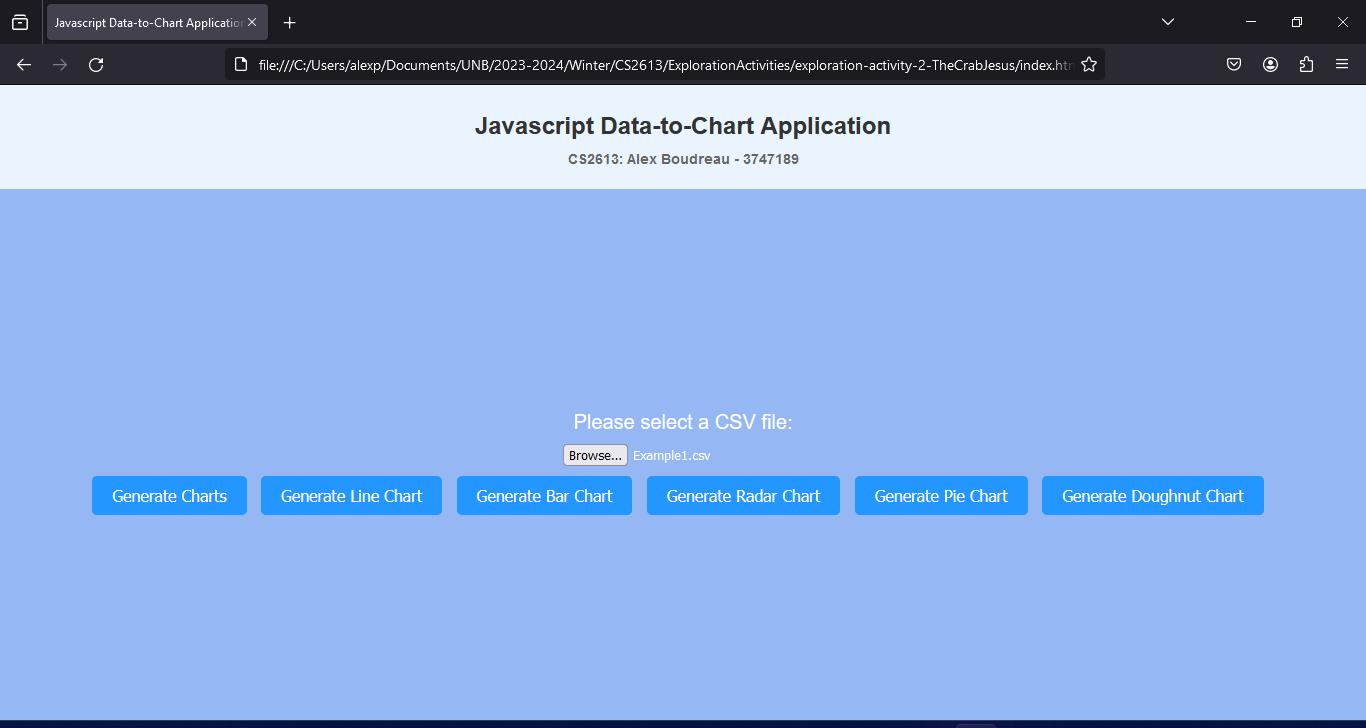 Javascript Data-to-Chart Application
file:///C:/Users/alexp/Documents/UNB/2023-2024/Winter/CS2613/ExplorationActivities/exploration-activity-2-TheCrabJesus/index.htm
Javascript Data-to-Chart Application
CS2613: Alex Boudreau - 3747189
Please select a CSV file:
Browse... Example1.csv
Generate Charts Generate Line Chart Generate Bar Chart Generate Radar Chart Generate Pie Chart Generate Doughnut Chart